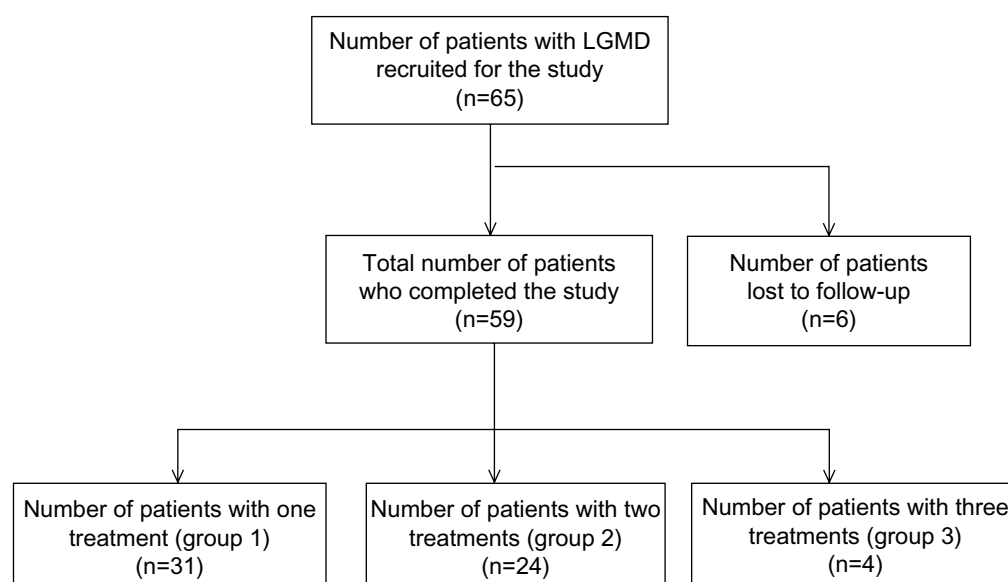 Number of patients with LGMD
recruited for the study
(n=65)
Total number of patients
who completed the study
(n=59)
Number of patients
lost to follow-up
(n=6)
Number of patients with one
treatment (group 1)
(n=31)
Number of patients with two
treatments (group 2)
(n=24)
Number of patients with three
treatments (group 3)
(n=4)